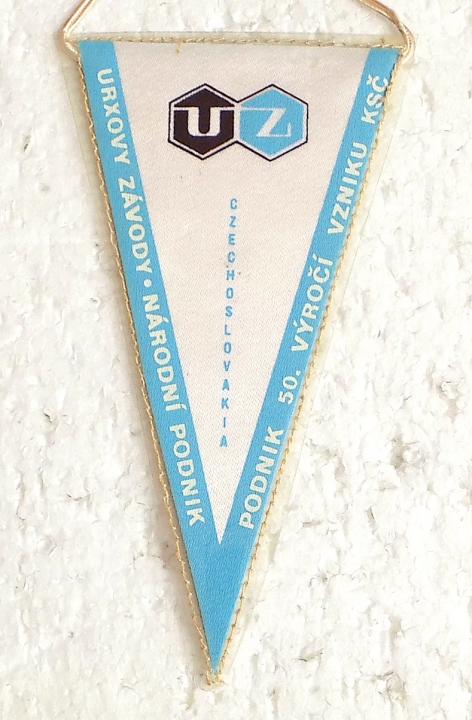 UZ
CZECHOSLOVAKIA
URXOVY ZÁVODY • NÁRODNÍ PODNIK
PODNIK 50. VÝROČÍ VZNIKU KSČ